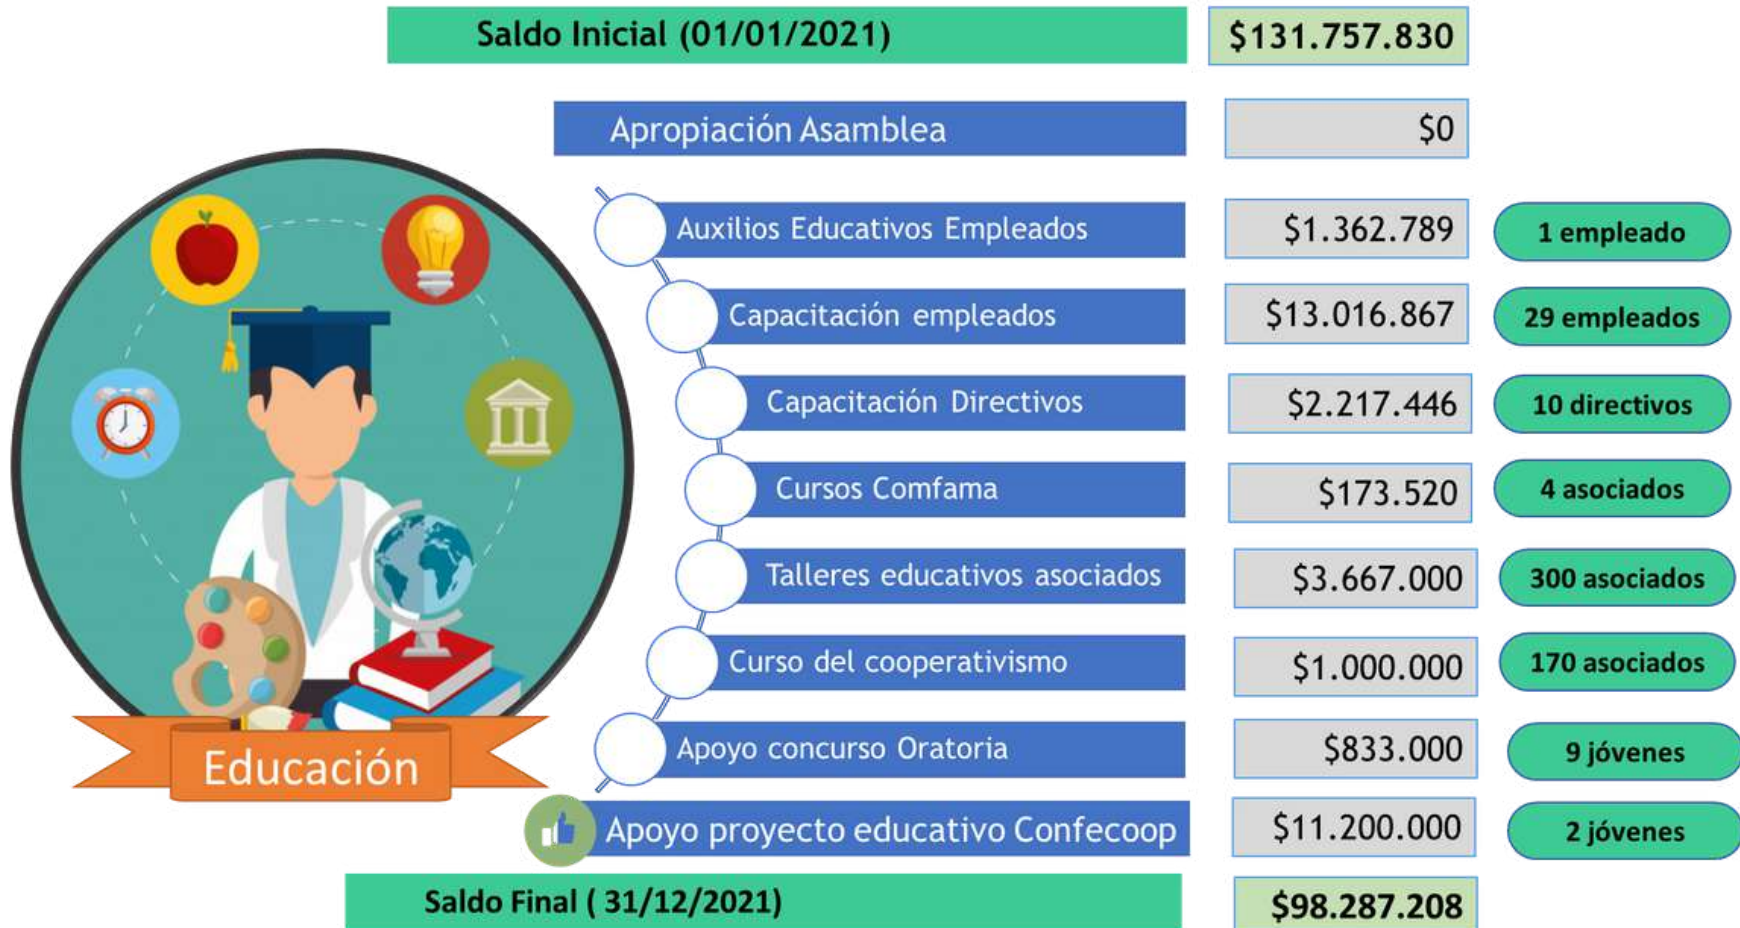 Saldo Inicial (01/01/2021) $131.757.830
Apropiación Asamblea $0
Auxilios Educativos Empleados $1.362.789 1 empleado
Capacitación empleados $13.016.867 29 empleados
Capacitación Directivos $2.217.446 10 directivos
Cursos Comfama $173.520 4 asociados
Talleres educativos asociados $3.667.000 300 asociados
Curso del cooperativismo $1.000.000 170 asociados
Apoyo concurso Oratoria $833.000 9 jóvenes
Educación
Apoyo proyecto educativo Confecoop $11.200.000 2 jóvenes
Saldo Final ( 31/12/2021) $98.287.208